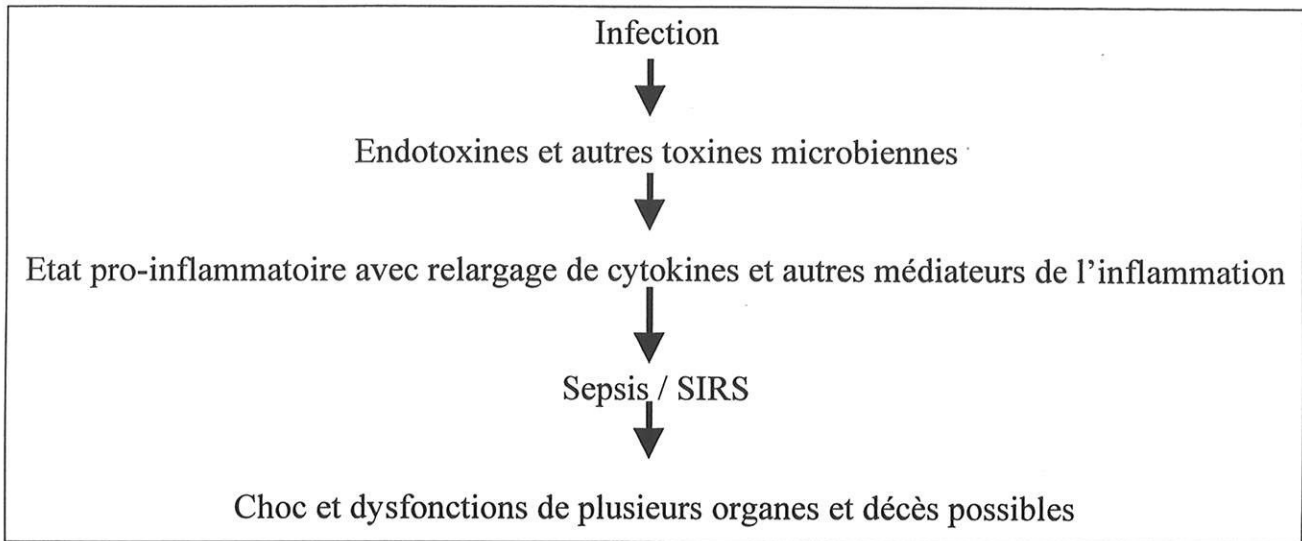 Infection
Endotoxines et autres toxines microbiennes
Etat pro-inflammatoire avec relargage de cytokines et autres médiateurs de l'inflammation
Sepsis / SIRS
Choc et dysfonctions de plusieurs organes et décès possibles